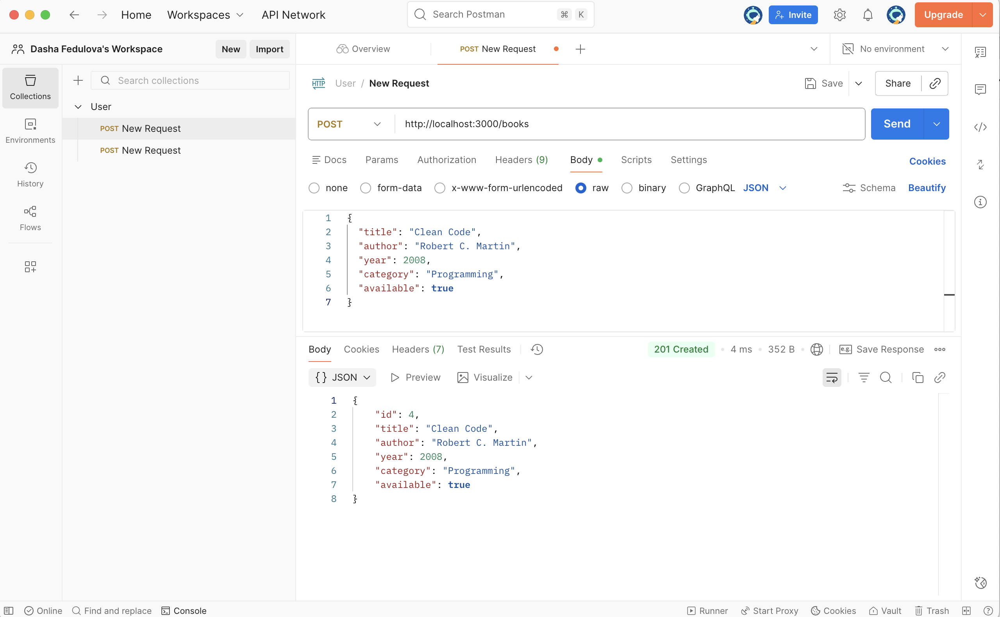 Home Workspaces API Network Search Postman ⌘ K Invite Upgrade
Dasha Fedulova's Workspace New Import Overview POST New Request No environment
Collections
Environments
History
Flows
Search collections
User
POST New Request
POST New Request
HTTP User / New Request Save Share
POST http://localhost:3000/books Send
Docs Params Authorization Headers (9) Body Scripts Settings Cookies
none form-data x-www-form-urlencoded raw binary GraphQL JSON Schema Beautify
1 {
2 "title": "Clean Code",
3 "author": "Robert C. Martin",
4 "year": 2008,
5 "category": "Programming",
6 "available": true
7 }
Body Cookies Headers (7) Test Results 201 Created • 4 ms • 352 B • e.g. Save Response
{} JSON Preview Visualize
1 {
2 "id": 4,
3 "title": "Clean Code",
4 "author": "Robert C. Martin",
5 "year": 2008,
6 "category": "Programming",
7 "available": true
8 }
Online Find and replace Console Runner Start Proxy Cookies Vault Trash